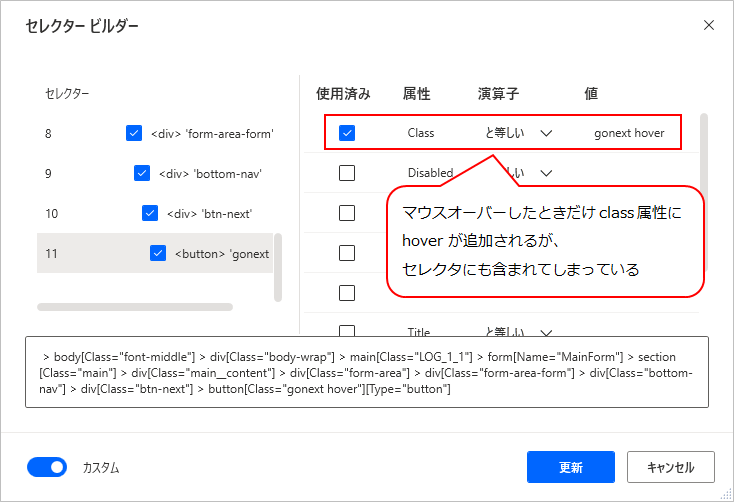 セレクター ビルダー
セレクター
使用済み 属性 演算子 値
8 <div> 'form-area-form'
Class と等しい gonext hover
9 <div> 'bottom-nav'
Disabled しい
10 <div> 'btn-next'
11 <button> 'gonext
マウスオーバーしたときだけ class 属性に
hover が追加されるが、
セレクタにも含まれてしまっている
Title と等しい
> body[Class="font-middle"] > div[Class="body-wrap"] > main[Class="LOG_1_1"] > form[Name="MainForm"] > section
[Class="main"] > div[Class="main__content"] > div[Class="form-area"] > div[Class="form-area-form"] > div[Class="bottom-
nav"] > div[Class="btn-next"] > button[Class="gonext hover"][Type="button"]
カスタム
更新
キャンセル